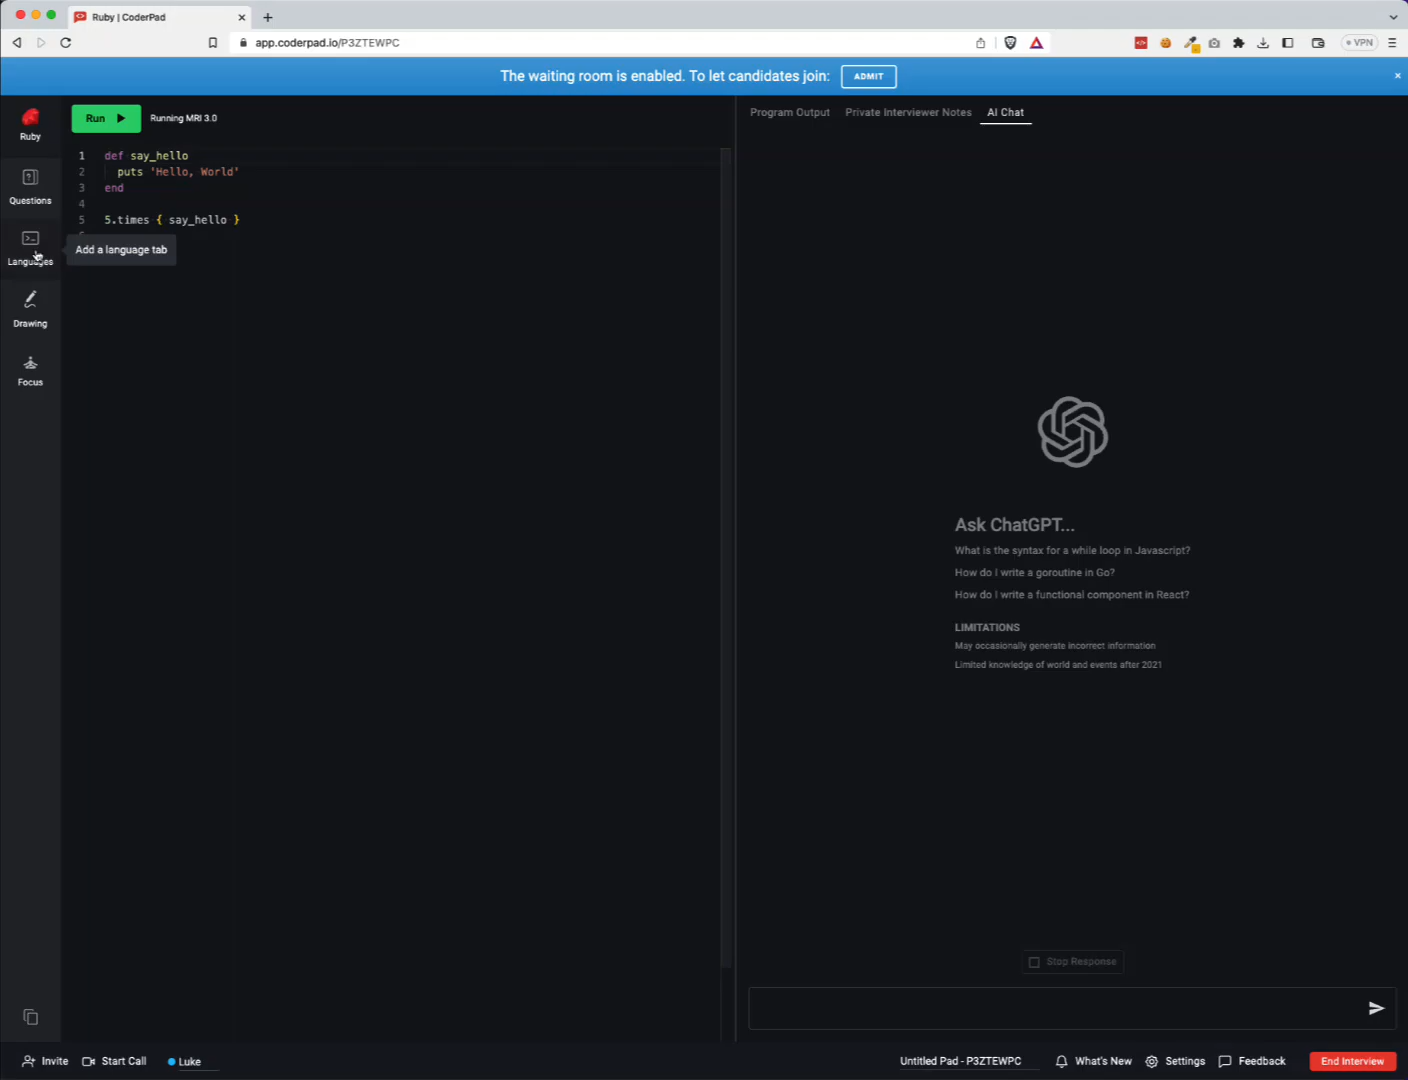 Ruby | CoderPad
app.coderpad.io/P3ZTEWPC
VPN
The waiting room is enabled. To let candidates join: ADMIT
Ruby
Questions
Languages
Drawing
Focus
Run
Running MRI 3.0
1 def say_hello
2 puts 'Hello, World'
3 end
4
5 5.times { say_hello }
Add a language tab
Program Output Private Interviewer Notes AI Chat
Ask ChatGPT...
What is the syntax for a while loop in Javascript?
How do I write a goroutine in Go?
How do I write a functional component in React?
LIMITATIONS
May occasionally generate incorrect information
Limited knowledge of world and events after 2021
Stop Response
Invite Start Call Luke Untitled Pad - P3ZTEWPC What's New Settings Feedback End Interview